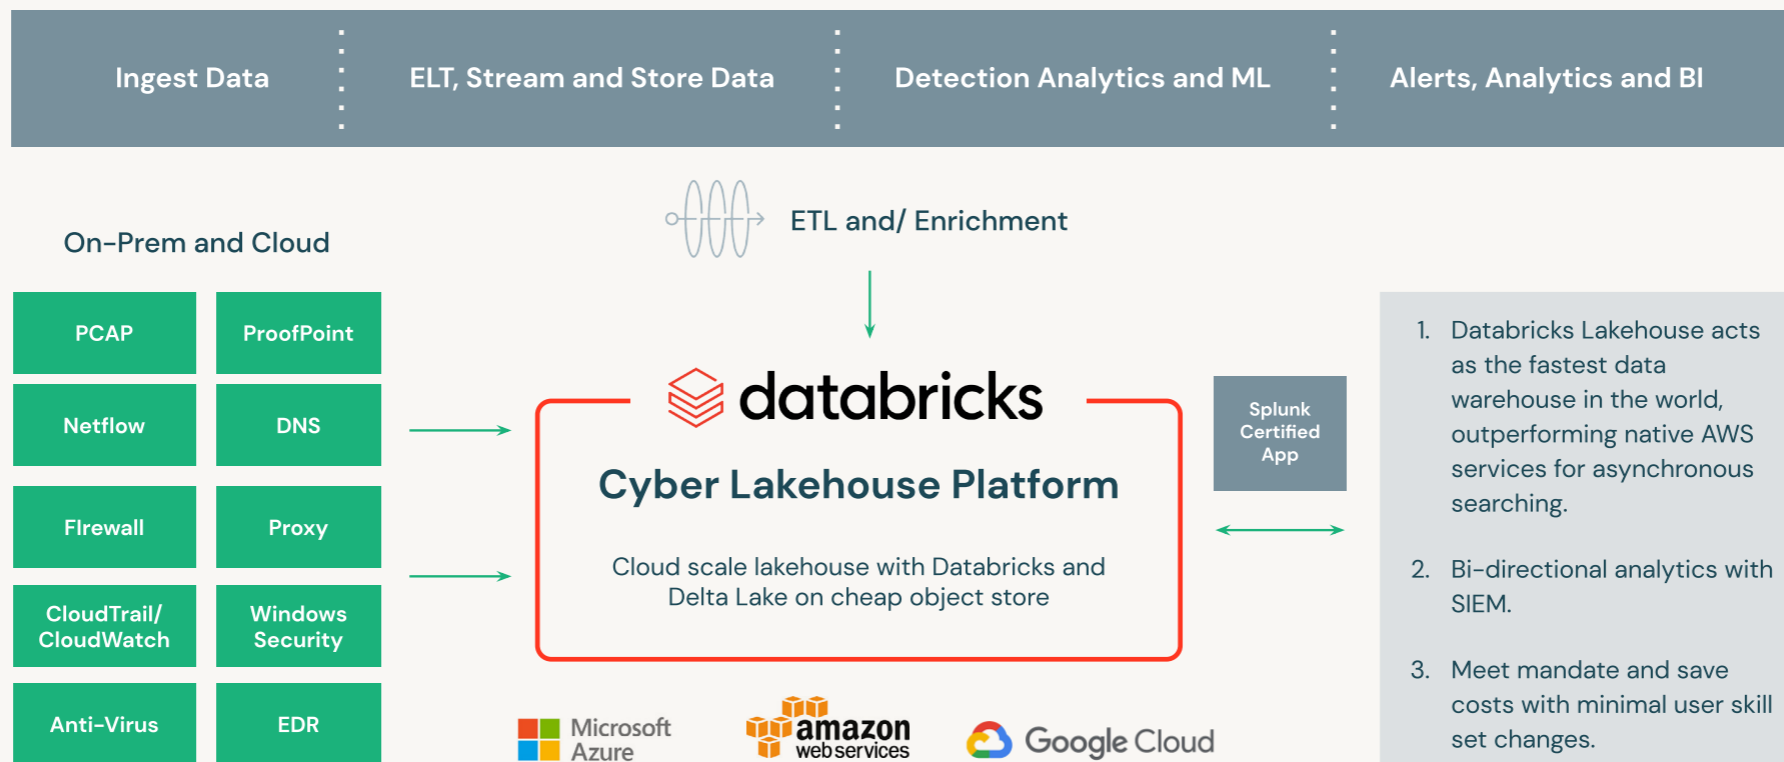 Ingest Data
ELT, Stream and Store Data
Detection Analytics and ML
Alerts, Analytics and BI
ETL and/ Enrichment
On-Prem and Cloud
PCAP
ProofPoint
Netflow
DNS
FIrewall
Proxy
CloudTrail/
CloudWatch
Windows
Security
Anti-Virus
EDR
databricks
Cyber Lakehouse Platform
Cloud scale lakehouse with Databricks and
Delta Lake on cheap object store
Microsoft
Azure
amazon
webservices
Google Cloud
Splunk
Certified
App
1. Databricks Lakehouse acts
as the fastest data
warehouse in the world,
outperforming native AWS
services for asynchronous
searching.
2. Bi-directional analytics with
SIEM.
3. Meet mandate and save
costs with minimal user skill
set changes.